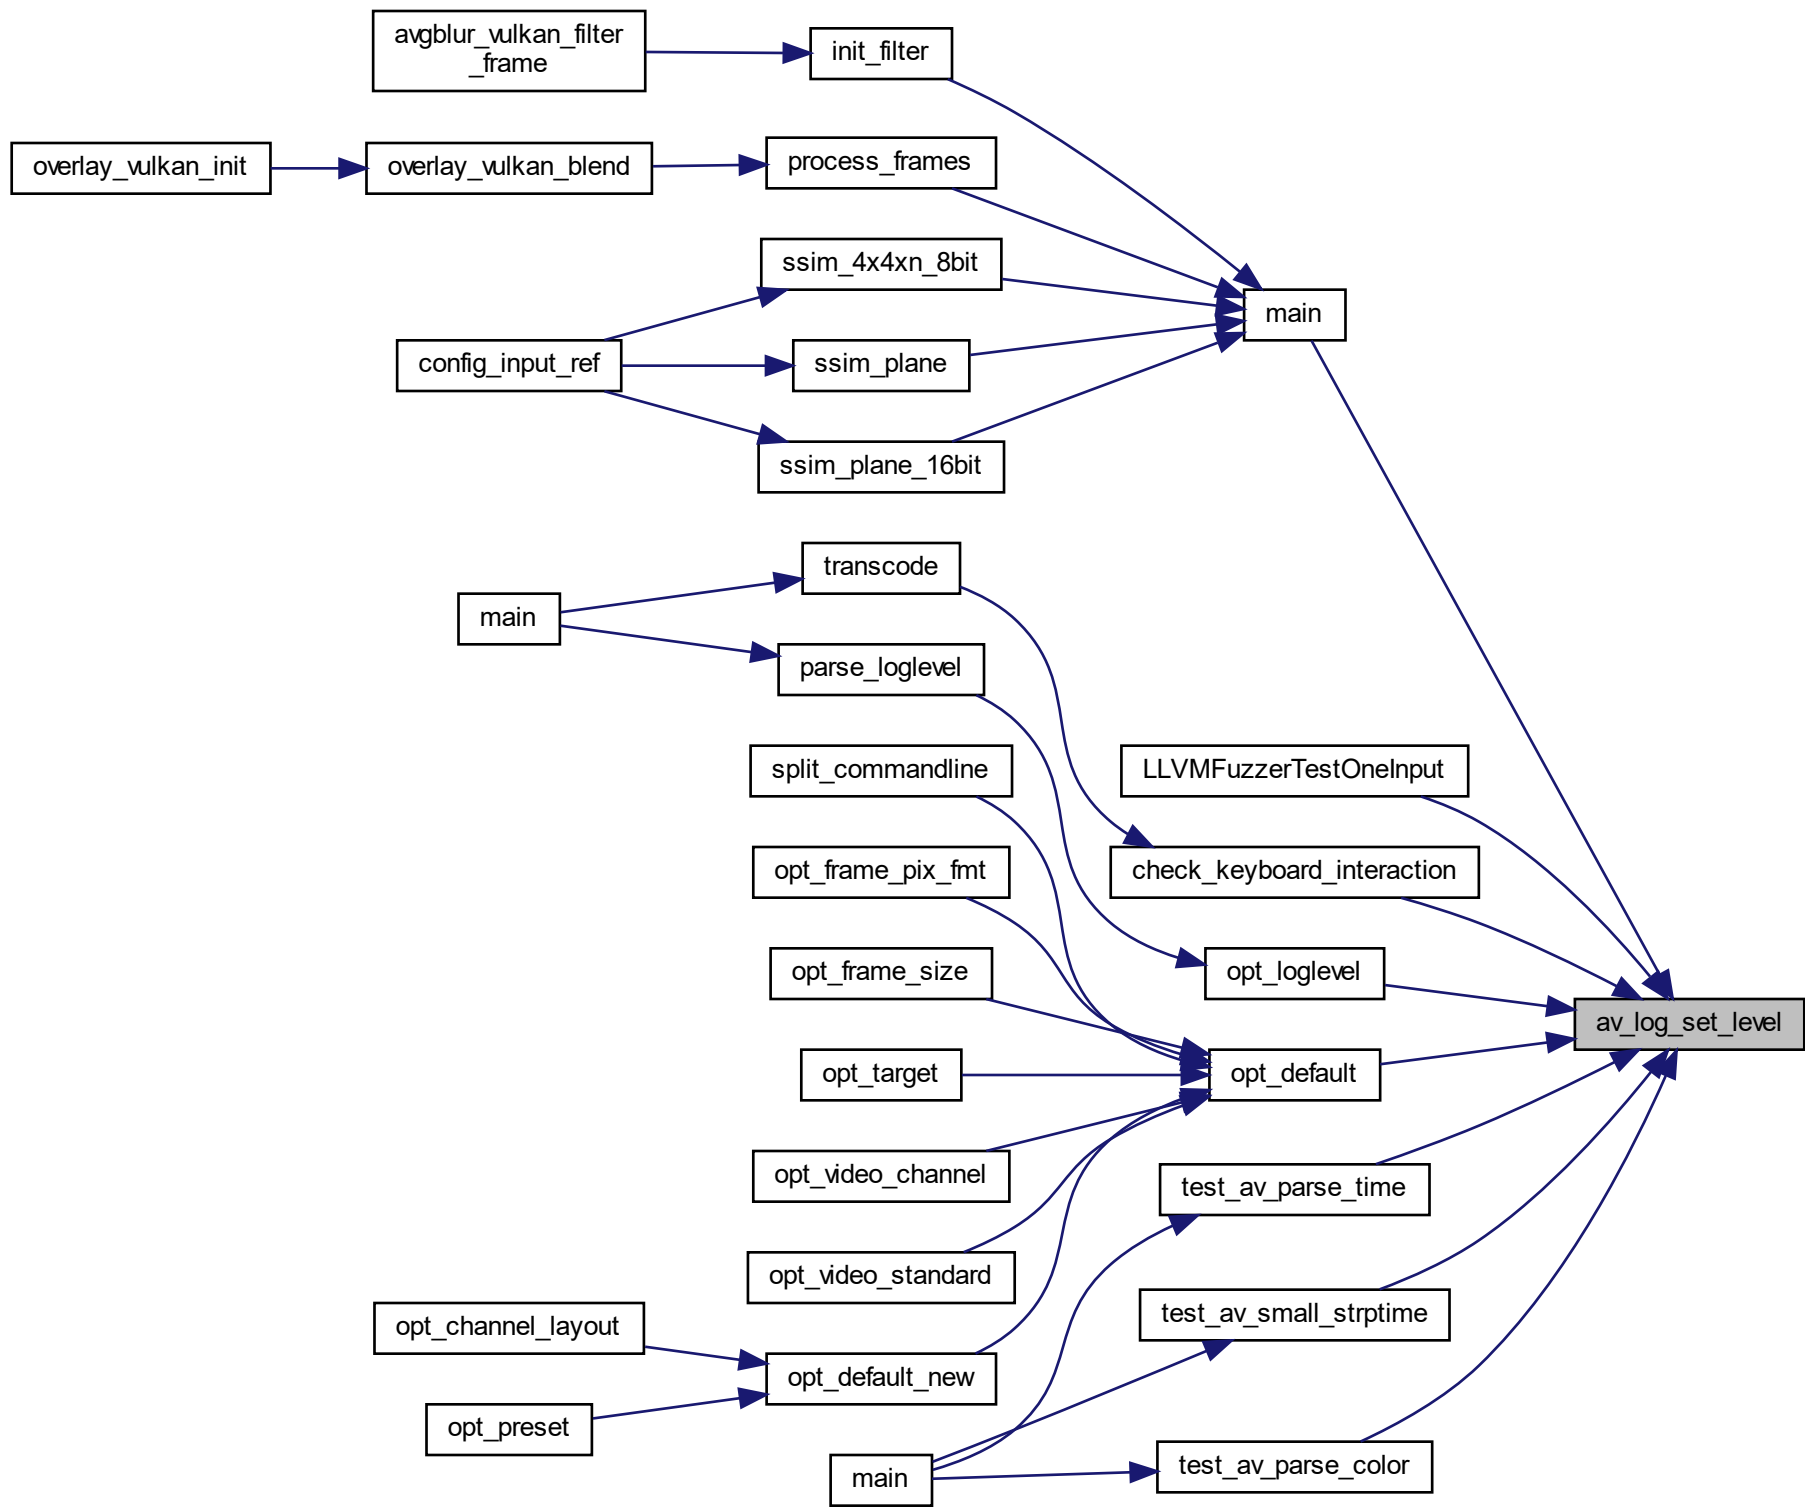 avgblur_vulkan_filter
_frame
init_filter
overlay_vulkan_init
overlay_vulkan_blend
process_frames
ssim_4x4xn_8bit
main
config_input_ref
ssim_plane
ssim_plane_16bit
transcode
main
parse_loglevel
split_commandline
LLVMFuzzerTestOneInput
opt_frame_pix_fmt
check_keyboard_interaction
opt_frame_size
opt_loglevel
av_log_set_level
opt_target
opt_default
opt_video_channel
test_av_parse_time
opt_video_standard
test_av_small_strptime
opt_channel_layout
opt_default_new
opt_preset
main
test_av_parse_color